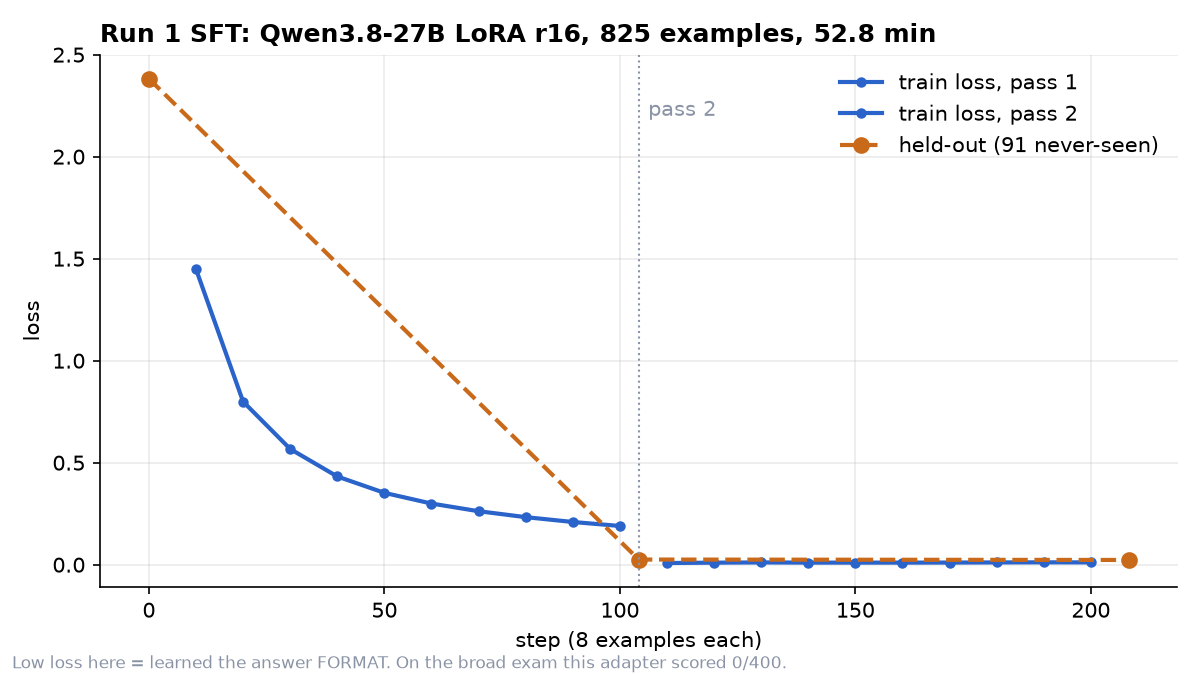 Run 1 SFT: Qwen3.8-27B LoRA r16, 825 examples, 52.8 min
2.5
2.0
1.5
1.0
0.5
0.0
loss
pass 2
train loss, pass 1
train loss, pass 2
held-out (91 never-seen)
0 50 100 150 200
step (8 examples each)
Low loss here = learned the answer FORMAT. On the broad exam this adapter scored 0/400.